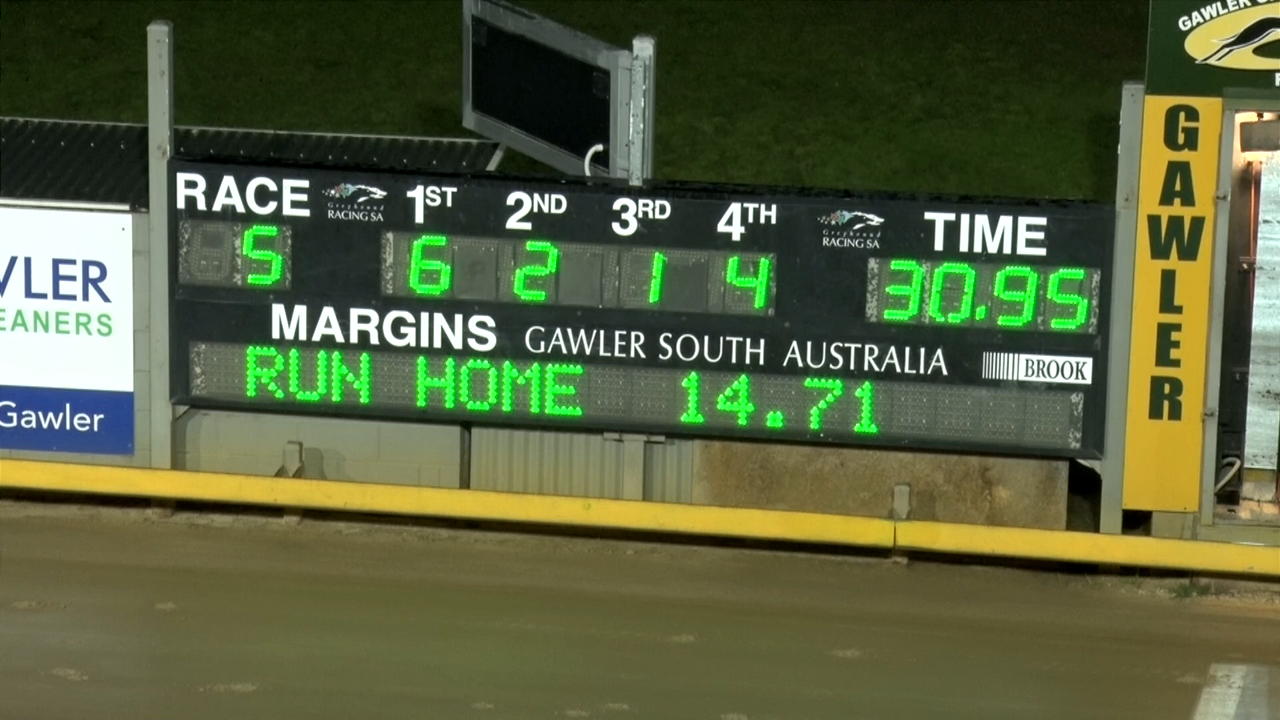 GAWLER
RACE
Greyhound
RACING SA
1ST
2ND
3RD
4TH
Greyhound
RACING SA
TIME
5
6
2
1
4
30.95
MARGINS
GAWLER SOUTH AUSTRALIA
BROOK
RUN HOME 14.71
WLER
EANERS
Gawler
GAWLER